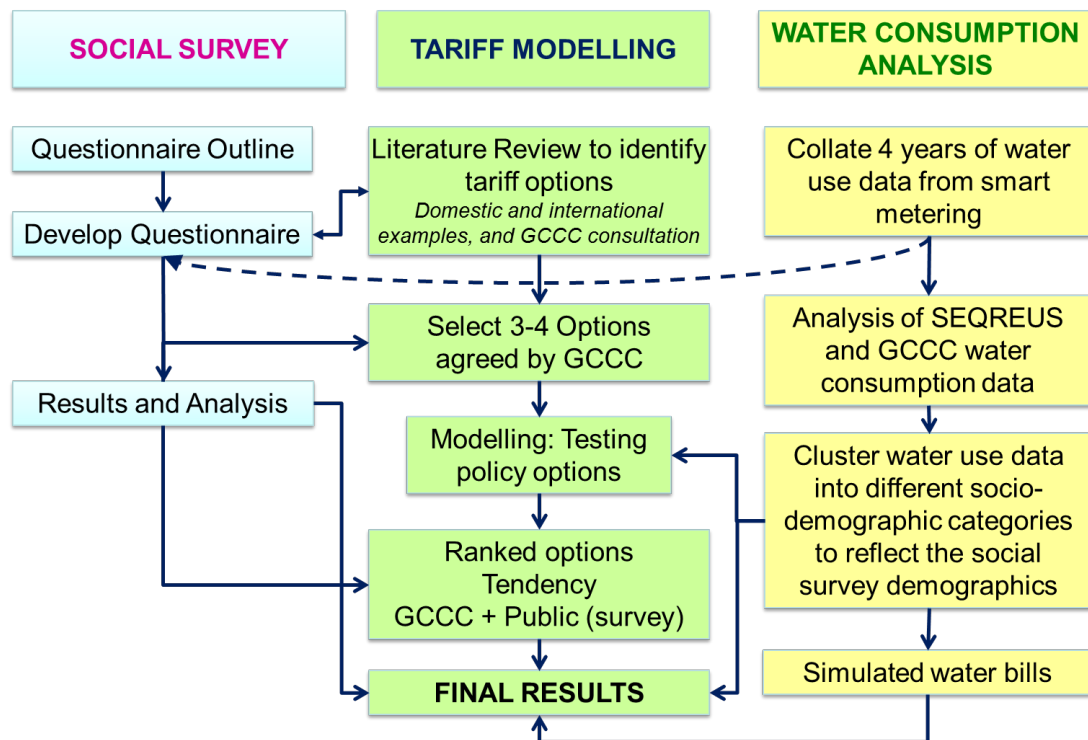 SOCIAL SURVEY
TARIFF MODELLING
WATER CONSUMPTION
ANALYSIS
Questionnaire Outline
Develop Questionnaire
Results and Analysis
Literature Review to identify
tariff options
Domestic and international
examples, and GCCC consultation
Select 3-4 Options
agreed by GCCC
Modelling: Testing
policy options
Ranked options
Tendency
GCCC + Public (survey)
FINAL RESULTS
Collate 4 years of water
use data from smart
metering
Analysis of SEQREUS
and GCCC water
consumption data
Cluster water use data
into different socio-
demographic categories
to reflect the social
survey demographics
Simulated water bills